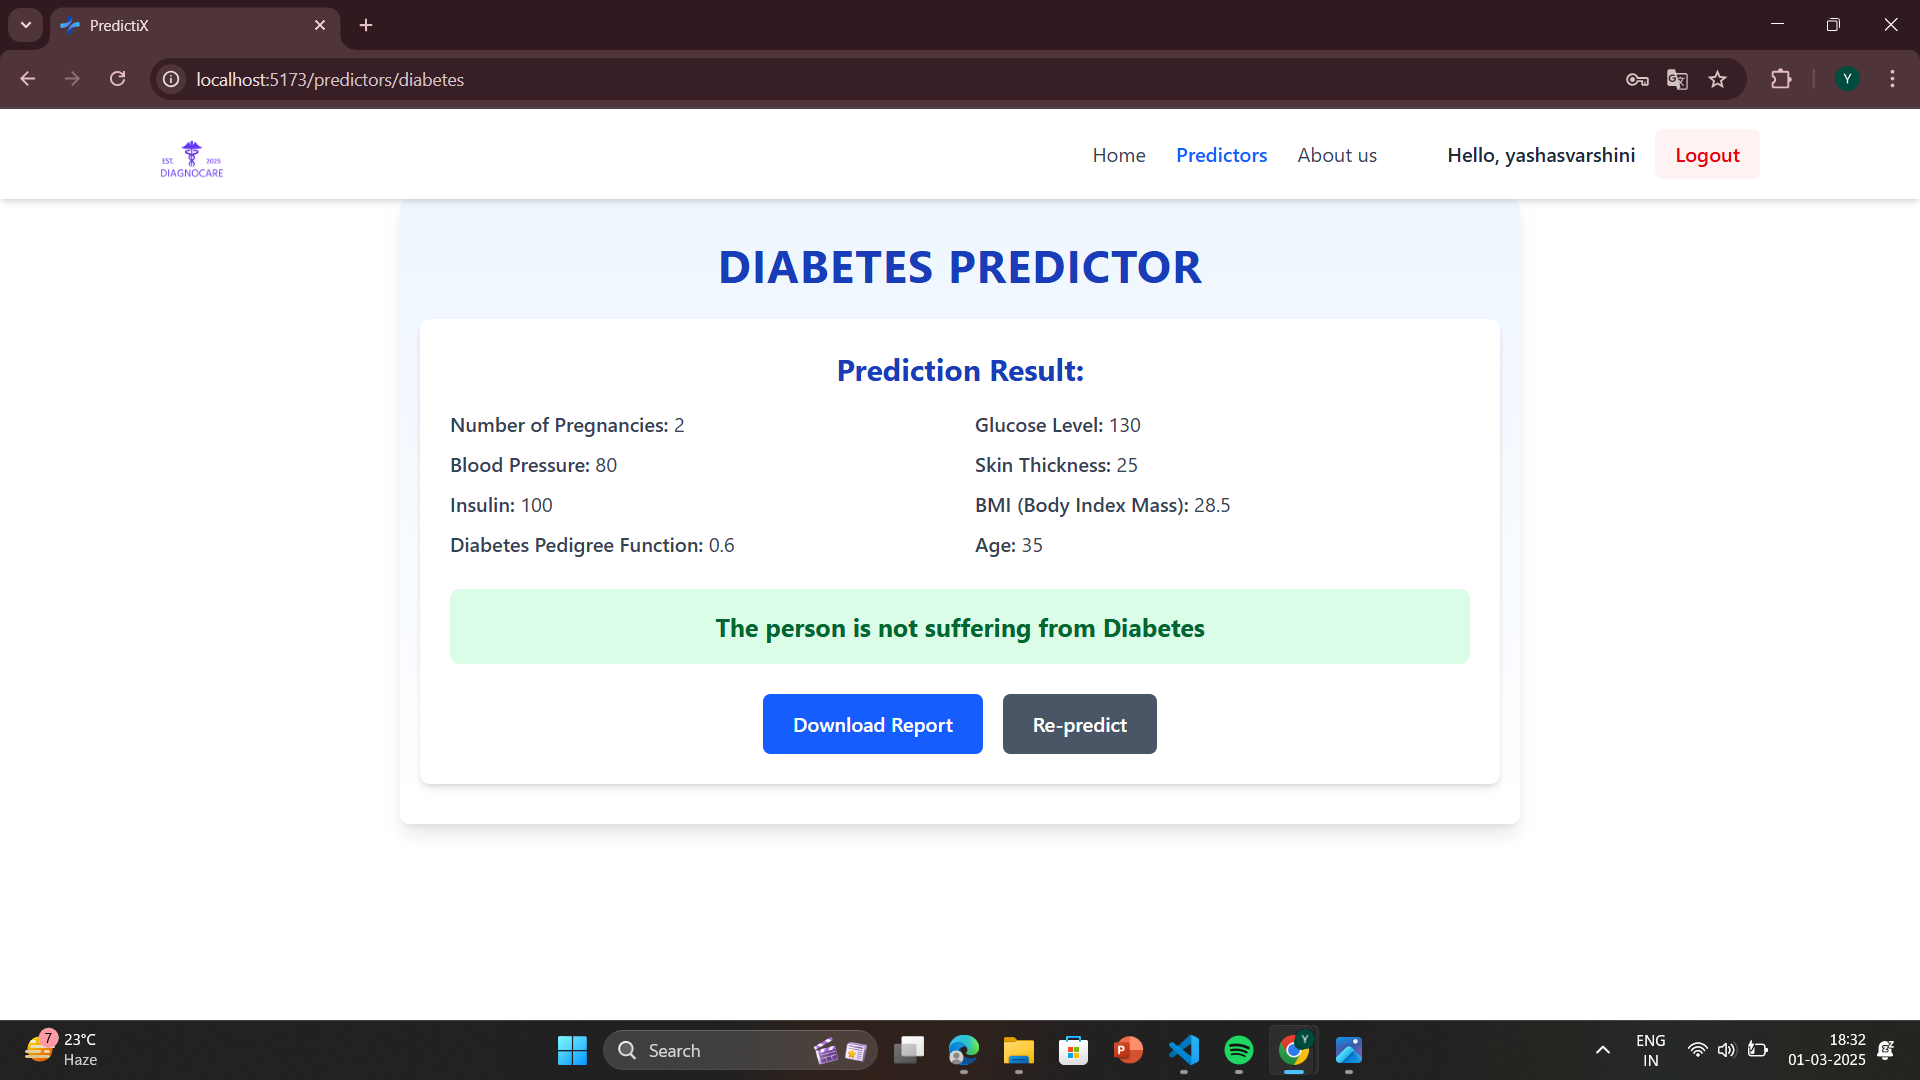 PredictiX
localhost:5173/predictors/diabetes
Y
EST. 2025
DIAGNOCARE
Home Predictors About us Hello, yashasvarshini Logout
DIABETES PREDICTOR
Prediction Result:
Number of Pregnancies: 2 Glucose Level: 130
Blood Pressure: 80 Skin Thickness: 25
Insulin: 100 BMI (Body Index Mass): 28.5
Diabetes Pedigree Function: 0.6 Age: 35
The person is not suffering from Diabetes
Download Report Re-predict
7 23°C
Haze
Search
P
Y
ENG
IN
18:32
01-03-2025